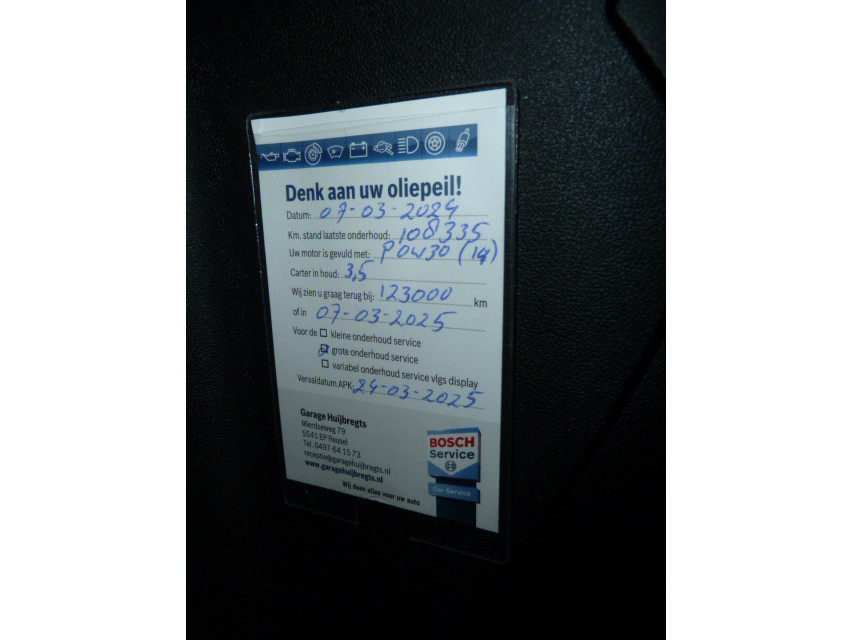 Denk aan uw oliepeil!
Datum: 07-03-2024
Km. stand laatste onderhoud: 108335
Uw motor is gevuld met: POW30 (14)
Carter in houd: 3,5
Wij zien u graag terug bij: 123000 km
of in 07-03-2025
Voor de kleine onderhoud service
grote onderhoud service
variabel onderhoud service vlgs display
Vervaldatum APK: 24-03-2025
Garage Huijbregts
Mierdseweg 79
5541 EP Reusel
Tel. 0497-64 15 73
receptie@garagehuijbregts.nl
www.garagehuijbregts.nl
Wij doen alles voor uw auto
BOSCH
Service
Car Service